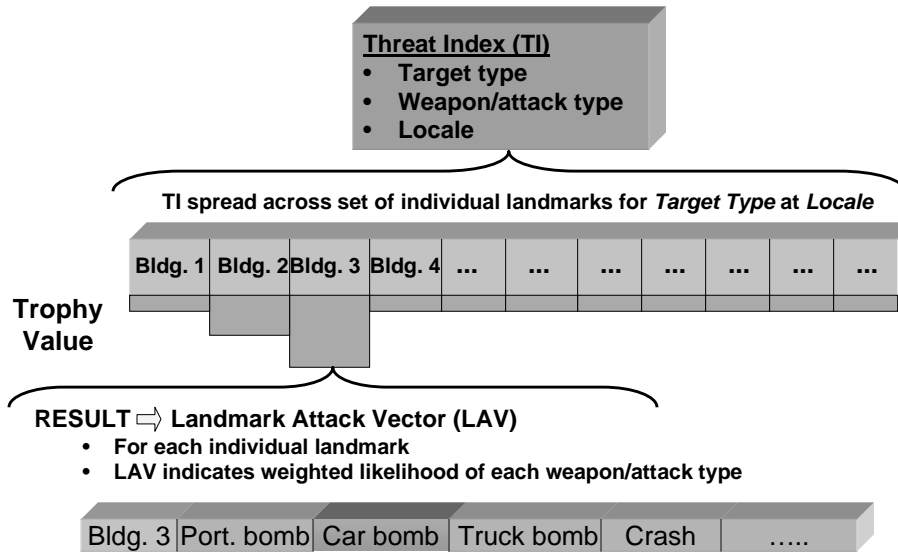 Threat Index (TI)
• Target type
• Weapon/attack type
• Locale
TI spread across set of individual landmarks for Target Type at Locale
Bldg. 1 Bldg. 2 Bldg. 3 Bldg. 4 ... ... ... ... ... ... ...
Trophy
Value
RESULT ⇨ Landmark Attack Vector (LAV)
• For each individual landmark
• LAV indicates weighted likelihood of each weapon/attack type
Bldg. 3 Port. bomb Car bomb Truck bomb Crash .....